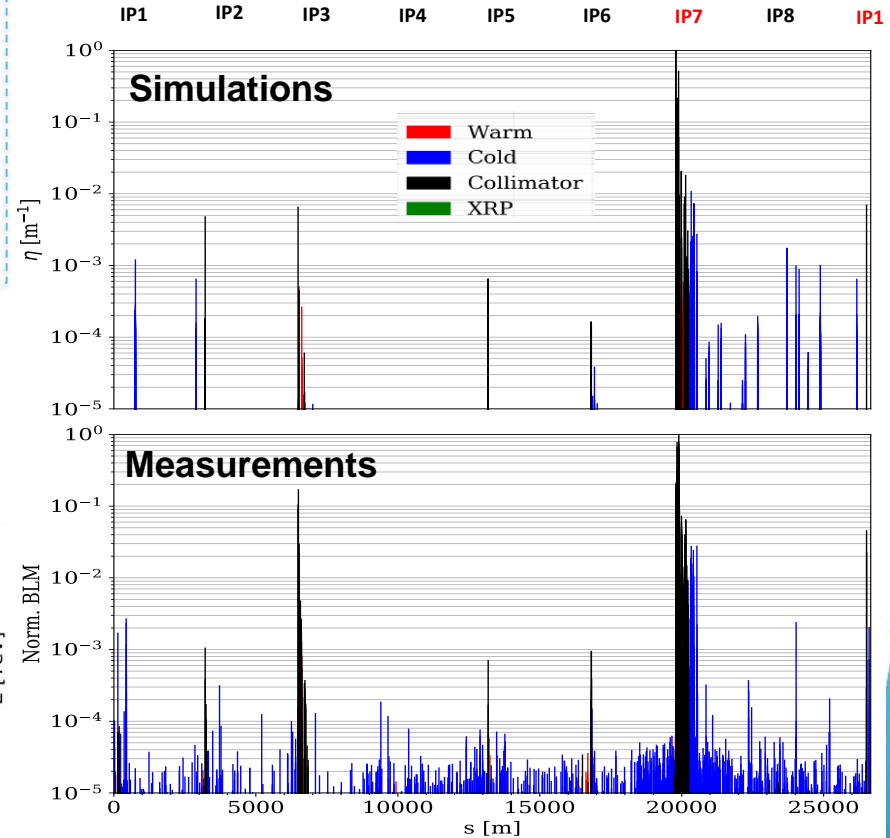 IP1 IP2 IP3 IP4 IP5 IP6 IP7 IP8 IP1
Simulations
10⁰
10⁻¹
10⁻²
10⁻³
10⁻⁴
10⁻⁵
η [m⁻¹]
Warm
Cold
Collimator
XRP
Measurements
10⁰
10⁻¹
10⁻²
10⁻³
10⁻⁴
10⁻⁵
Norm. BLM
0 5000 10000 15000 20000 25000
s [m]